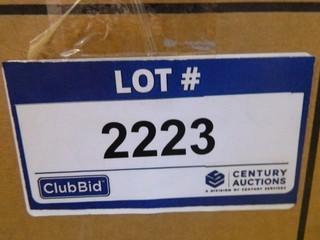 LOT #
2223
ClubBid®
CENTURY
AUCTIONS
A DIVISION OF CENTURY SERVICES